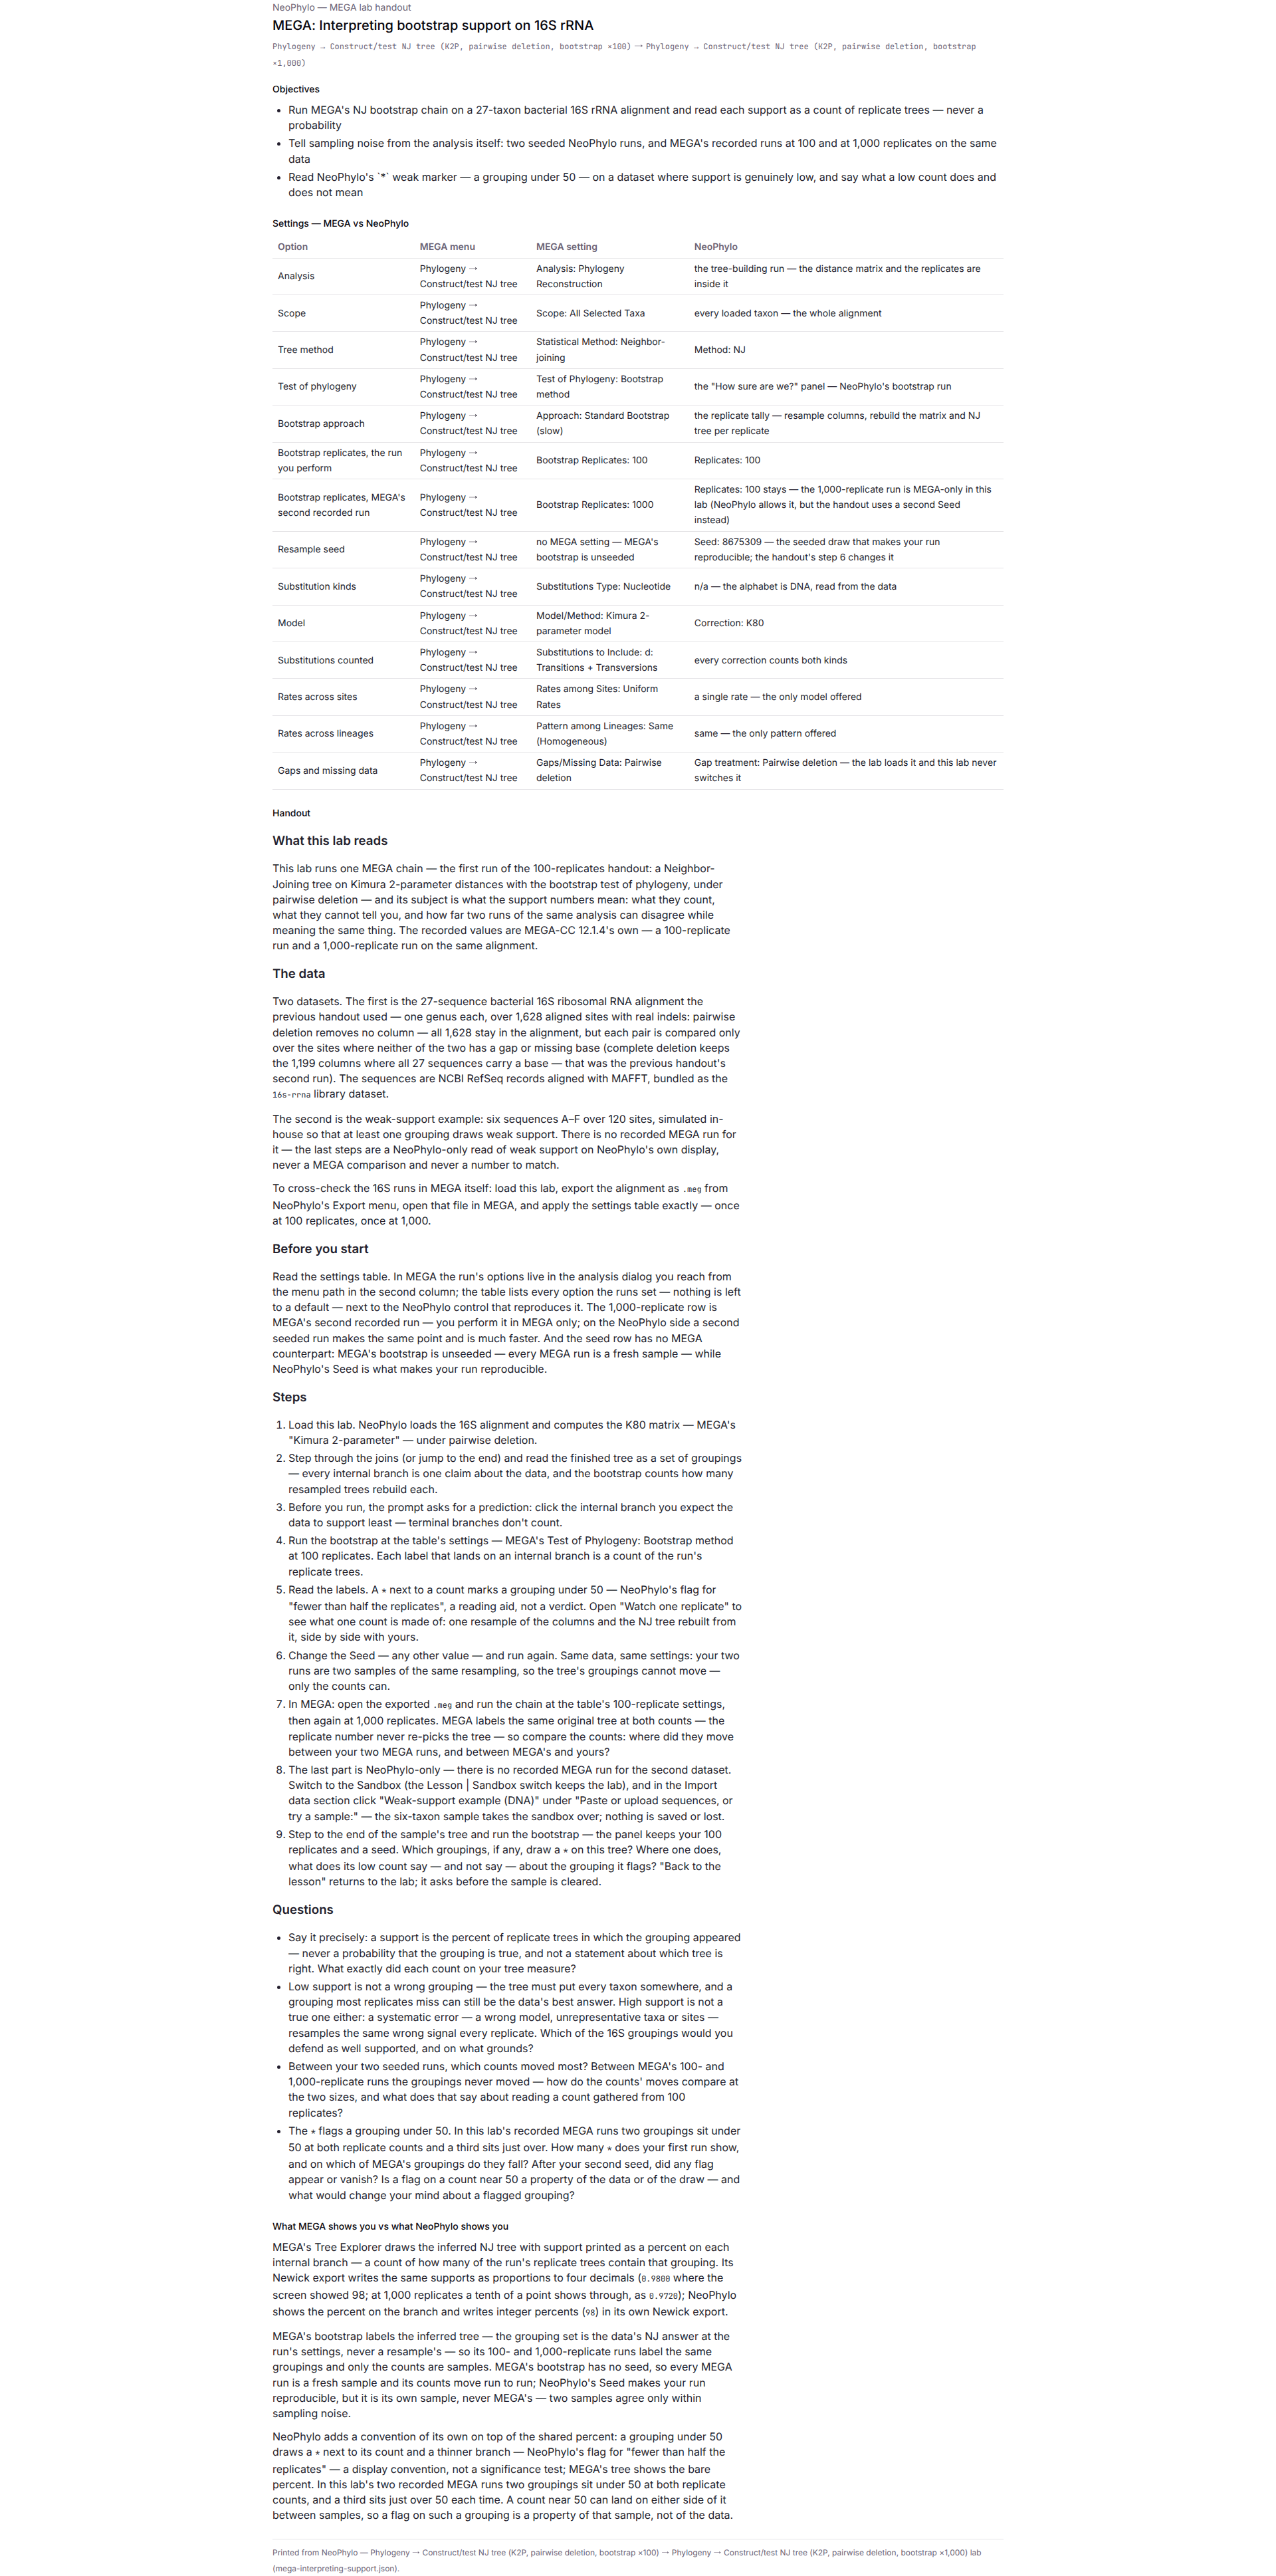 NeoPhylo — MEGA lab handout
MEGA: Interpreting bootstrap support on 16S rRNA
Phylogeny → Construct/test NJ tree (K2P, pairwise deletion, bootstrap ×100) → Phylogeny → Construct/test NJ tree (K2P, pairwise deletion, bootstrap
×1,000)
Objectives
• Run MEGA's NJ bootstrap chain on a 27-taxon bacterial 16S rRNA alignment and read each support as a count of replicate trees — never a
probability
• Tell sampling noise from the analysis itself: two seeded NeoPhylo runs, and MEGA's recorded runs at 100 and at 1,000 replicates on the same
data
• Read NeoPhylo's `*` weak marker — a grouping under 50 — on a dataset where support is genuinely low, and say what a low count does and
does not mean
Settings — MEGA vs NeoPhylo
Option MEGA menu MEGA setting NeoPhylo
Analysis Phylogeny → Construct/test NJ tree Analysis: Phylogeny Reconstruction the tree-building run — the distance matrix and the replicates are inside it
Scope Phylogeny → Construct/test NJ tree Scope: All Selected Taxa every loaded taxon — the whole alignment
Tree method Phylogeny → Construct/test NJ tree Statistical Method: Neighbor-joining Method: NJ
Test of phylogeny Phylogeny → Construct/test NJ tree Test of Phylogeny: Bootstrap method the "How sure are we?" panel — NeoPhylo's bootstrap run
Bootstrap approach Phylogeny → Construct/test NJ tree Approach: Standard Bootstrap (slow) the replicate tally — resample columns, rebuild the matrix and NJ tree per replicate
Bootstrap replicates, the run you perform Phylogeny → Construct/test NJ tree Bootstrap Replicates: 100 Replicates: 100
Bootstrap replicates, MEGA's second recorded run Phylogeny → Construct/test NJ tree Bootstrap Replicates: 1000 Replicates: 100 stays — the 1,000-replicate run is MEGA-only in this lab (NeoPhylo allows it, but the handout uses a second Seed instead)
Resample seed Phylogeny → Construct/test NJ tree no MEGA setting — MEGA's bootstrap is unseeded Seed: 8675309 — the seeded draw that makes your run reproducible; the handout's step 6 changes it
Substitution kinds Phylogeny → Construct/test NJ tree Substitutions Type: Nucleotide n/a — the alphabet is DNA, read from the data
Model Phylogeny → Construct/test NJ tree Model/Method: Kimura 2-parameter model Correction: K80
Substitutions counted Phylogeny → Construct/test NJ tree Substitutions to Include: d: Transitions + Transversions every correction counts both kinds
Rates across sites Phylogeny → Construct/test NJ tree Rates among Sites: Uniform Rates a single rate — the only model offered
Rates across lineages Phylogeny → Construct/test NJ tree Pattern among Lineages: Same (Homogeneous) same — the only pattern offered
Gaps and missing data Phylogeny → Construct/test NJ tree Gaps/Missing Data: Pairwise deletion Gap treatment: Pairwise deletion — the lab loads it and this lab never switches it
Handout
What this lab reads
This lab runs one MEGA chain — the first run of the 100-replicates handout: a Neighbor-
Joining tree on Kimura 2-parameter distances with the bootstrap test of phylogeny, under
pairwise deletion — and its subject is what the support numbers mean: what they count,
what they cannot tell you, and how far two runs of the same analysis can disagree while
meaning the same thing. The recorded values are MEGA-CC 12.1.4's own — a 100-replicate
run and a 1,000-replicate run on the same alignment.
The data
Two datasets. The first is the 27-sequence bacterial 16S ribosomal RNA alignment the
previous handout used — one genus each, over 1,628 aligned sites with real indels: pairwise
deletion removes no column — all 1,628 stay in the alignment, but each pair is compared only
over the sites where neither of the two has a gap or missing base (complete deletion keeps
the 1,199 columns where all 27 sequences carry a base — that was the previous handout's
second run). The sequences are NCBI RefSeq records aligned with MAFFT, bundled as the
16s-rrna library dataset.
The second is the weak-support example: six sequences A–F over 120 sites, simulated in-
house so that at least one grouping draws weak support. There is no recorded MEGA run for
it — the last steps are a NeoPhylo-only read of weak support on NeoPhylo's own display,
never a MEGA comparison and never a number to match.
To cross-check the 16S runs in MEGA itself: load this lab, export the alignment as .meg from
NeoPhylo's Export menu, open that file in MEGA, and apply the settings table exactly — once
at 100 replicates, once at 1,000.
Before you start
Read the settings table. In MEGA the run's options live in the analysis dialog you reach from
the menu path in the second column; the table lists every option the runs set — nothing is left
to a default — next to the NeoPhylo control that reproduces it. The 1,000-replicate row is
MEGA's second recorded run — you perform it in MEGA only; on the NeoPhylo side a second
seeded run makes the same point and is much faster. And the seed row has no MEGA
counterpart: MEGA's bootstrap is unseeded — every MEGA run is a fresh sample — while
NeoPhylo's Seed is what makes your run reproducible.
Steps
1. Load this lab. NeoPhylo loads the 16S alignment and computes the K80 matrix — MEGA's
"Kimura 2-parameter" — under pairwise deletion.
2. Step through the joins (or jump to the end) and read the finished tree as a set of groupings
— every internal branch is one claim about the data, and the bootstrap counts how many
resampled trees rebuild each.
3. Before you run, the prompt asks for a prediction: click the internal branch you expect the
data to support least — terminal branches don't count.
4. Run the bootstrap at the table's settings — MEGA's Test of Phylogeny: Bootstrap method
at 100 replicates. Each label that lands on an internal branch is a count of the run's
replicate trees.
5. Read the labels. A * next to a count marks a grouping under 50 — NeoPhylo's flag for
"fewer than half the replicates", a reading aid, not a verdict. Open "Watch one replicate" to
see what one count is made of: one resample of the columns and the NJ tree rebuilt from
it, side by side with yours.
6. Change the Seed — any other value — and run again. Same data, same settings: your two
runs are two samples of the same resampling, so the tree's groupings cannot move —
only the counts can.
7. In MEGA: open the exported .meg and run the chain at the table's 100-replicate settings,
then again at 1,000 replicates. MEGA labels the same original tree at both counts — the
replicate number never re-picks the tree — so compare the counts: where did they move
between your two MEGA runs, and between MEGA's and yours?
8. The last part is NeoPhylo-only — there is no recorded MEGA run for the second dataset.
Switch to the Sandbox (the Lesson | Sandbox switch keeps the lab), and in the Import
data section click "Weak-support example (DNA)" under "Paste or upload sequences, or
try a sample:" — the six-taxon sample takes the sandbox over; nothing is saved or lost.
9. Step to the end of the sample's tree and run the bootstrap — the panel keeps your 100
replicates and a seed. Which groupings, if any, draw a * on this tree? Where one does,
what does its low count say — and not say — about the grouping it flags? "Back to the
lesson" returns to the lab; it asks before the sample is cleared.
Questions
• Say it precisely: a support is the percent of replicate trees in which the grouping appeared
— never a probability that the grouping is true, and not a statement about which tree is
right. What exactly did each count on your tree measure?
• Low support is not a wrong grouping — the tree must put every taxon somewhere, and a
grouping most replicates miss can still be the data's best answer. High support is not a
true one either: a systematic error — a wrong model, unrepresentative taxa or sites —
resamples the same wrong signal every replicate. Which of the 16S groupings would you
defend as well supported, and on what grounds?
• Between your two seeded runs, which counts moved most? Between MEGA's 100- and
1,000-replicate runs the groupings never moved — how do the counts' moves compare at
the two sizes, and what does that say about reading a count gathered from 100
replicates?
• The * flags a grouping under 50. In this lab's recorded MEGA runs two groupings sit under
50 at both replicate counts and a third sits just over. How many * does your first run show,
and on which of MEGA's groupings do they fall? After your second seed, did any flag
appear or vanish? Is a flag on a count near 50 a property of the data or of the draw — and
what would change your mind about a flagged grouping?
What MEGA shows you vs what NeoPhylo shows you
MEGA's Tree Explorer draws the inferred NJ tree with support printed as a percent on each
internal branch — a count of how many of the run's replicate trees contain that grouping. Its
Newick export writes the same supports as proportions to four decimals (0.9800 where the
screen showed 98; at 1,000 replicates a tenth of a point shows through, as 0.9720); NeoPhylo
shows the percent on the branch and writes integer percents (98) in its own Newick export.
MEGA's bootstrap labels the inferred tree — the grouping set is the data's NJ answer at the
run's settings, never a resample's — so its 100- and 1,000-replicate runs label the same
groupings and only the counts are samples. MEGA's bootstrap has no seed, so every MEGA
run is a fresh sample and its counts move run to run; NeoPhylo's Seed makes your run
reproducible, but it is its own sample, never MEGA's — two samples agree only within
sampling noise.
NeoPhylo adds a convention of its own on top of the shared percent: a grouping under 50
draws a * next to its count and a thinner branch — NeoPhylo's flag for "fewer than half the
replicates" — a display convention, not a significance test; MEGA's tree shows the bare
percent. In this lab's two recorded MEGA runs two groupings sit under 50 at both replicate
counts, and a third sits just over 50 each time. A count near 50 can land on either side of it
between samples, so a flag on such a grouping is a property of that sample, not of the data.
Printed from NeoPhylo — Phylogeny → Construct/test NJ tree (K2P, pairwise deletion, bootstrap ×100) → Phylogeny → Construct/test NJ tree (K2P, pairwise deletion, bootstrap ×1,000) lab
(mega-interpreting-support.json).